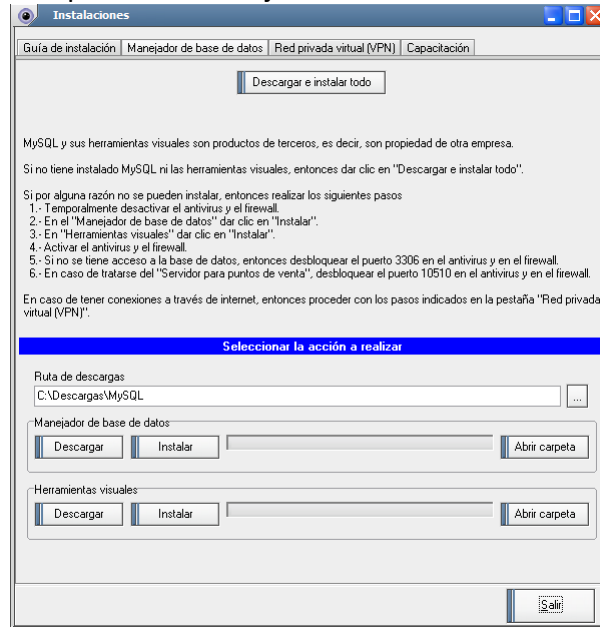 Instalaciones
Guía de instalación Manejador de base de datos Red privada virtual (VPN) Capacitación
Descargar e instalar todo
MySQL y sus herramientas visuales son productos de terceros, es decir, son propiedad de otra empresa.
Si no tiene instalado MySQL ni las herramientas visuales, entonces dar clic en "Descargar e instalar todo".
Si por alguna razón no se pueden instalar, entonces realizar los siguientes pasos
1.- Temporalmente desactivar el antivirus y el firewall.
2.- En el "Manejador de base de datos" dar clic en "Instalar".
3.- En "Herramientas visuales" dar clic en "Instalar".
4.- Activar el antivirus y el firewall.
5.- Si no se tiene acceso a la base de datos, entonces desbloquear el puerto 3306 en el antivirus y en el firewall.
6.- En caso de tratarse del "Servidor para puntos de venta", desbloquear el puerto 10510 en el antivirus y en el firewall.
En caso de tener conexiones a través de internet, entonces proceder con los pasos indicados en la pestaña "Red privada
virtual (VPN)".
Seleccionar la acción a realizar
Ruta de descargas
C:\Descargas\MySQL ...
Manejador de base de datos
Descargar Instalar Abrir carpeta
Herramientas visuales
Descargar Instalar Abrir carpeta
Salir